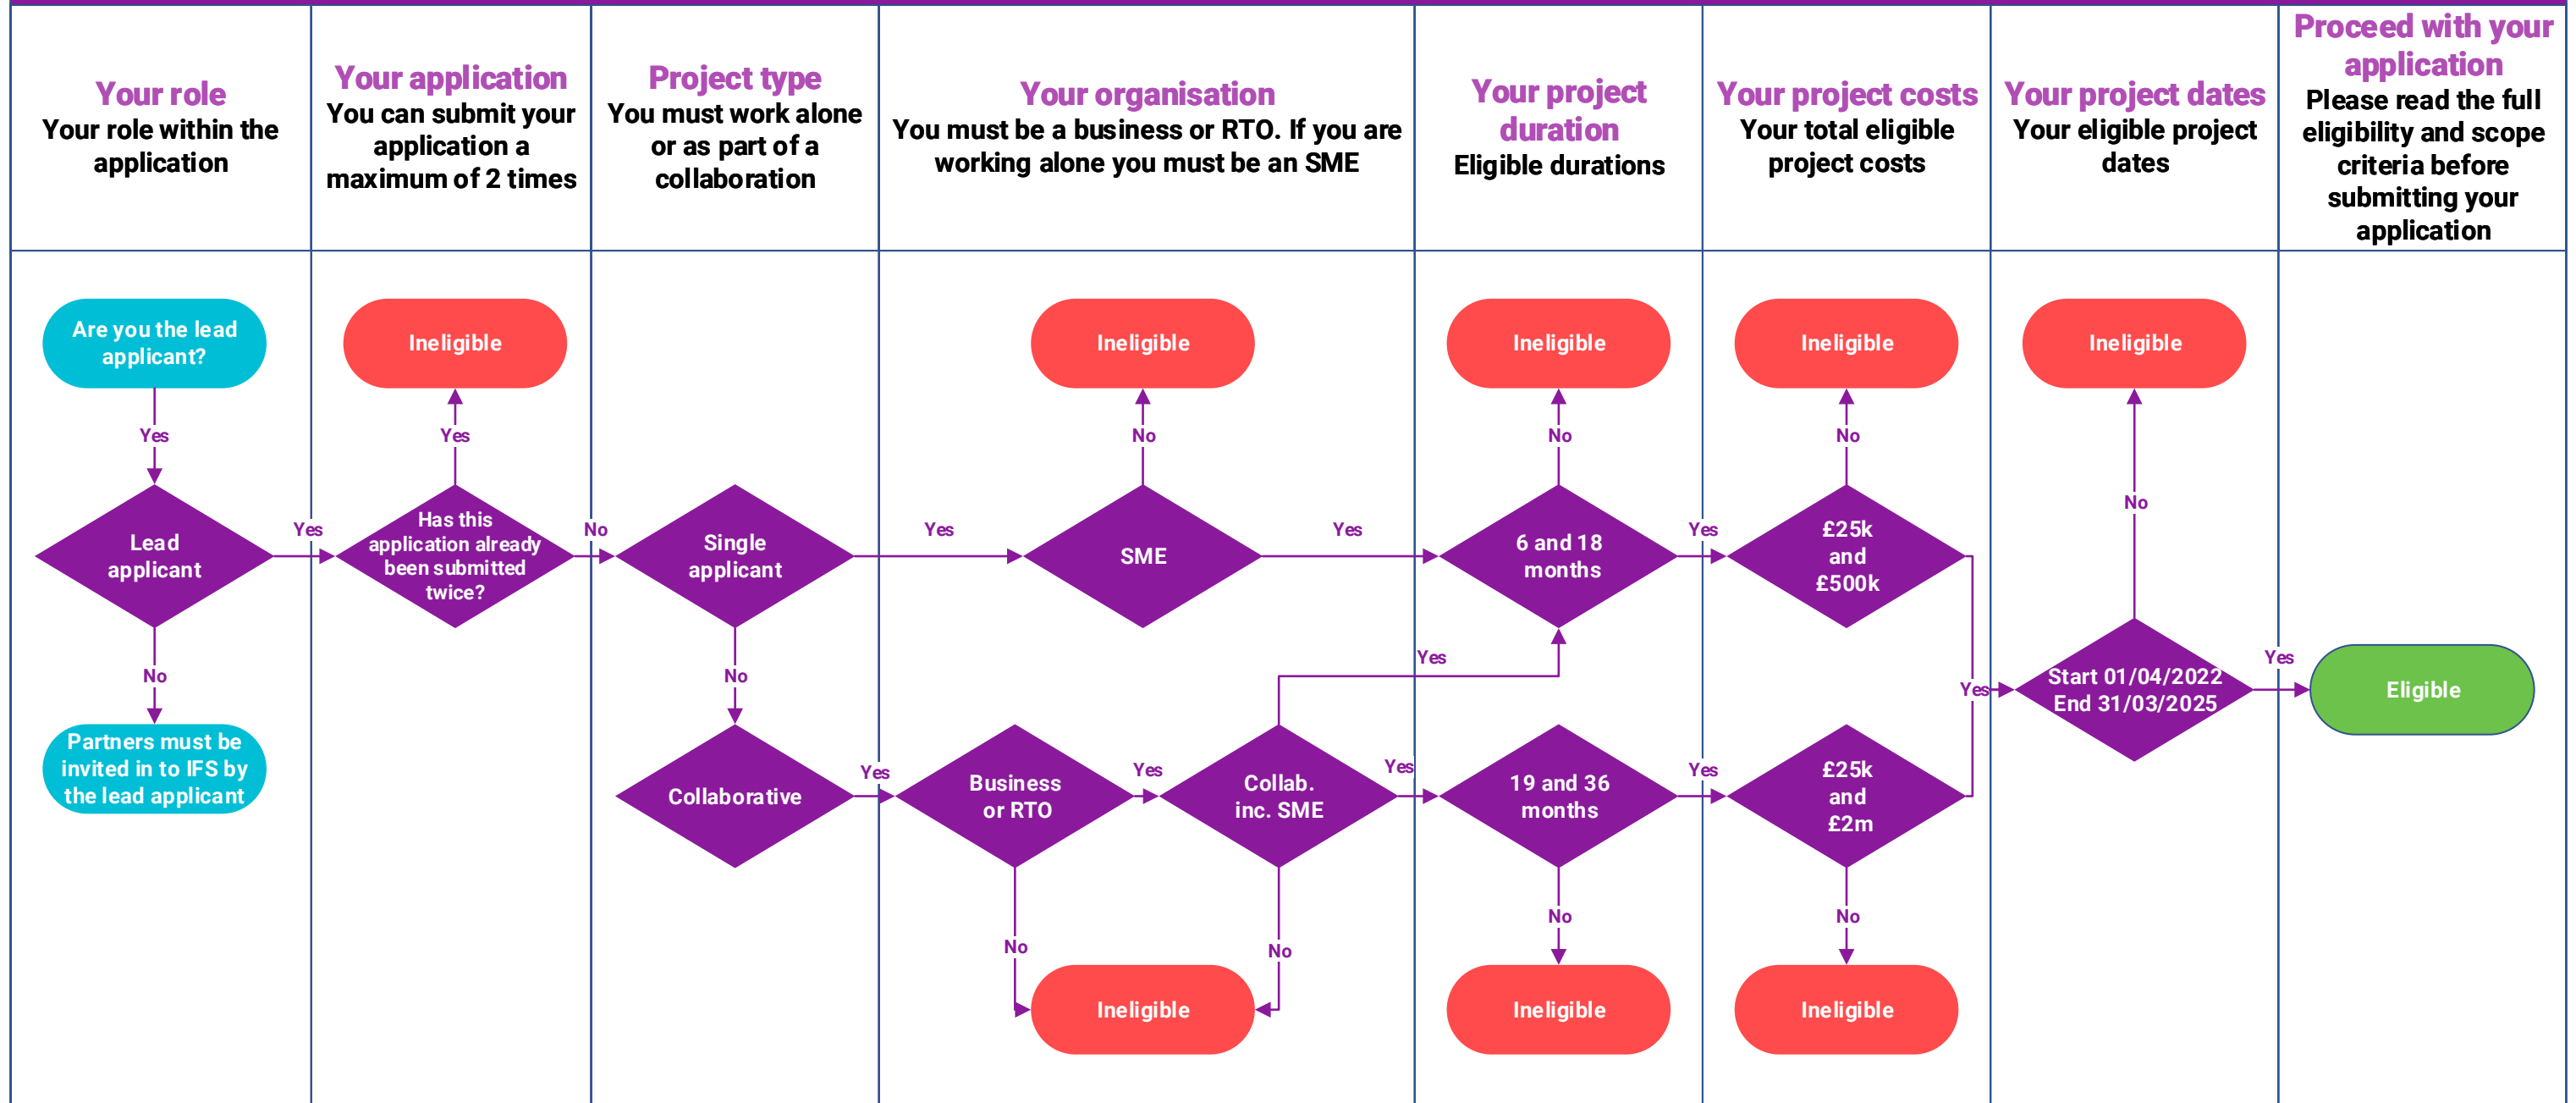 Your role
Your role within the
application
Your application
You can submit your
application a
maximum of 2 times
Project type
You must work alone
or as part of a
collaboration
Your organisation
You must be a business or RTO. If you are
working alone you must be an SME
Your project
duration
Eligible durations
Your project costs
Your total eligible
project costs
Your project dates
Your eligible project
dates
Proceed with your
application
Please read the full
eligibility and scope
criteria before
submitting your
application
Are you the lead
applicant?
Yes
Lead
applicant
Yes
No
Partners must be
invited in to IFS by
the lead applicant
Ineligible
Yes
Has this
application already
been submitted
twice?
No
Single
applicant
Yes
No
Collaborative
Yes
Ineligible
No
SME
Yes
Business
or RTO
Yes
No
Collab.
inc. SME
Yes
Yes
No
Ineligible
Ineligible
No
6 and 18
months
Yes
19 and 36
months
Yes
No
Ineligible
Ineligible
No
£25k
and
£500k
£25k
and
£2m
Yes
No
Ineligible
Ineligible
No
Start 01/04/2022
End 31/03/2025
Yes
Eligible